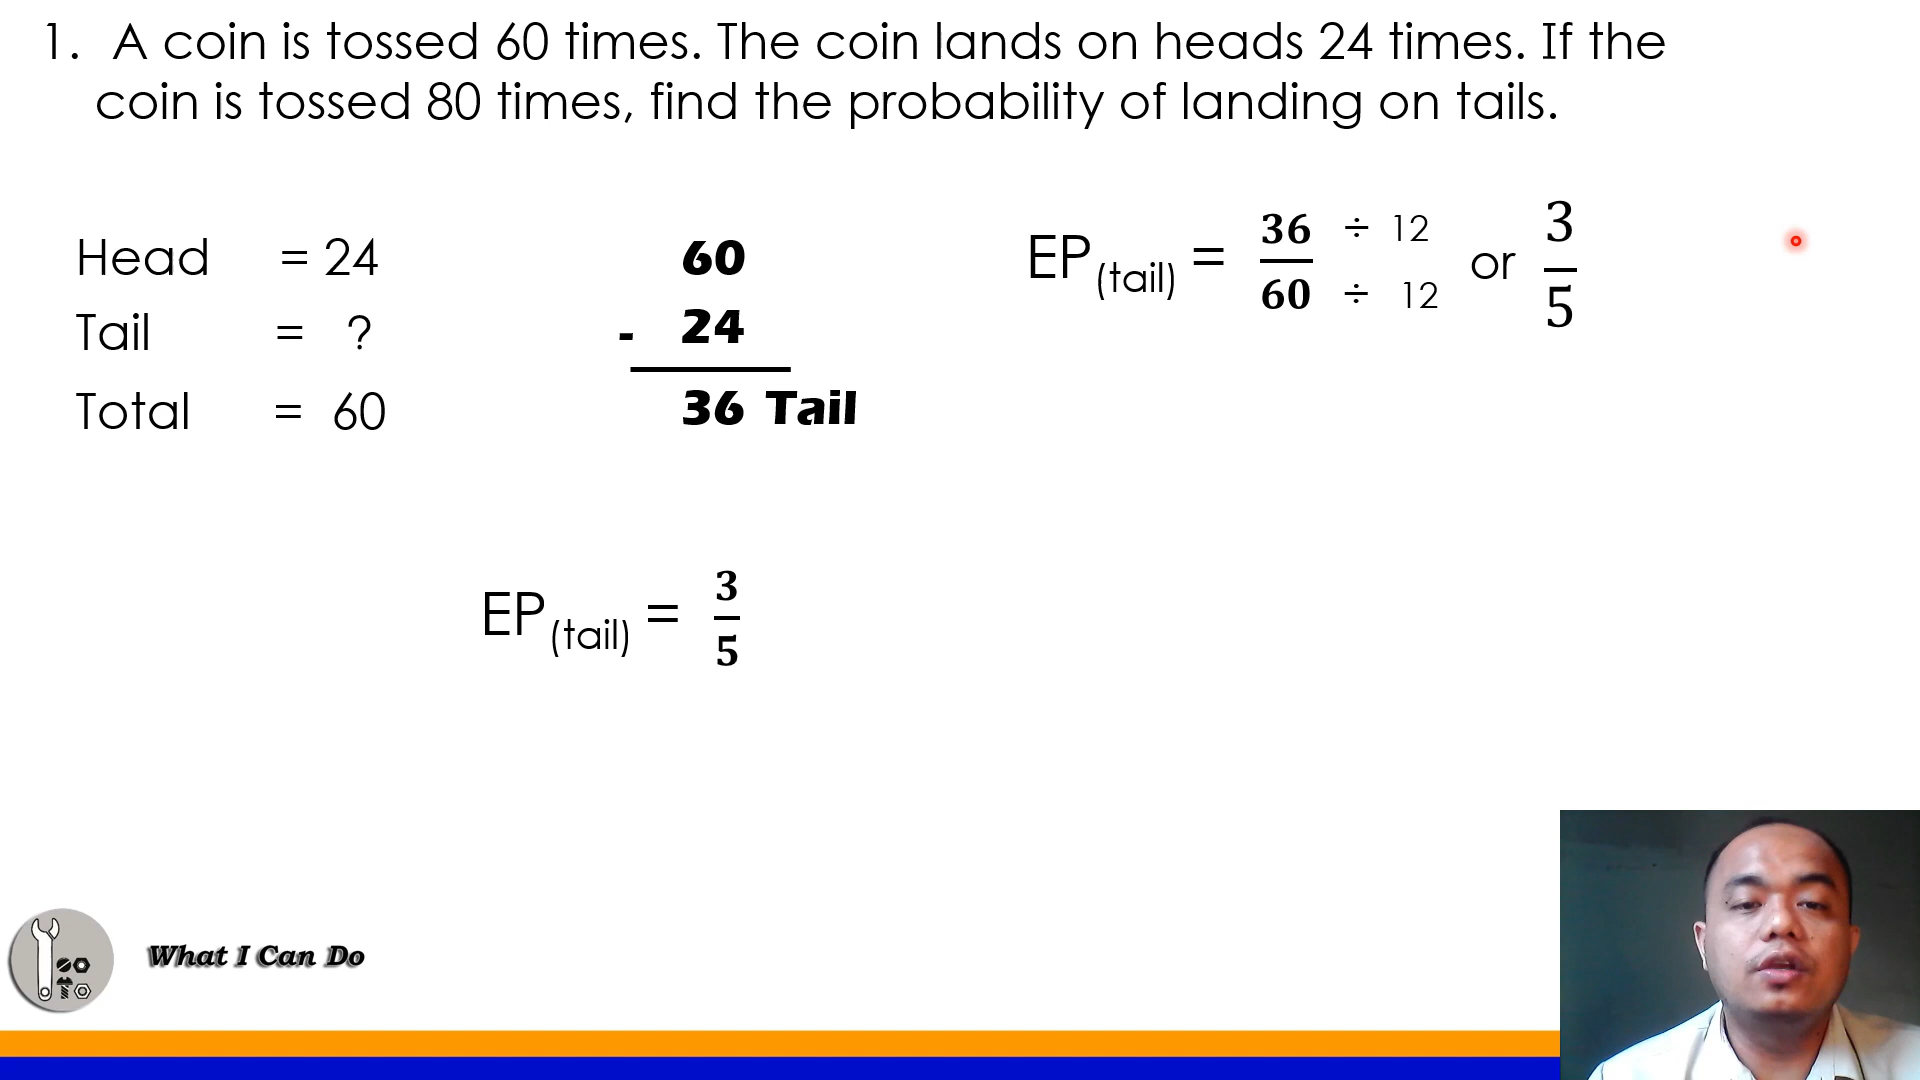 1. A coin is tossed 60 times. The coin lands on heads 24 times. If the
coin is tossed 80 times, find the probability of landing on tails.
Head = 24
Tail = ?
Total = 60
60
- 24
36 Tail
EP(tail) = 36/60 ÷ 12 ÷ 12 or 3/5
EP(tail) = 3/5
What I Can Do